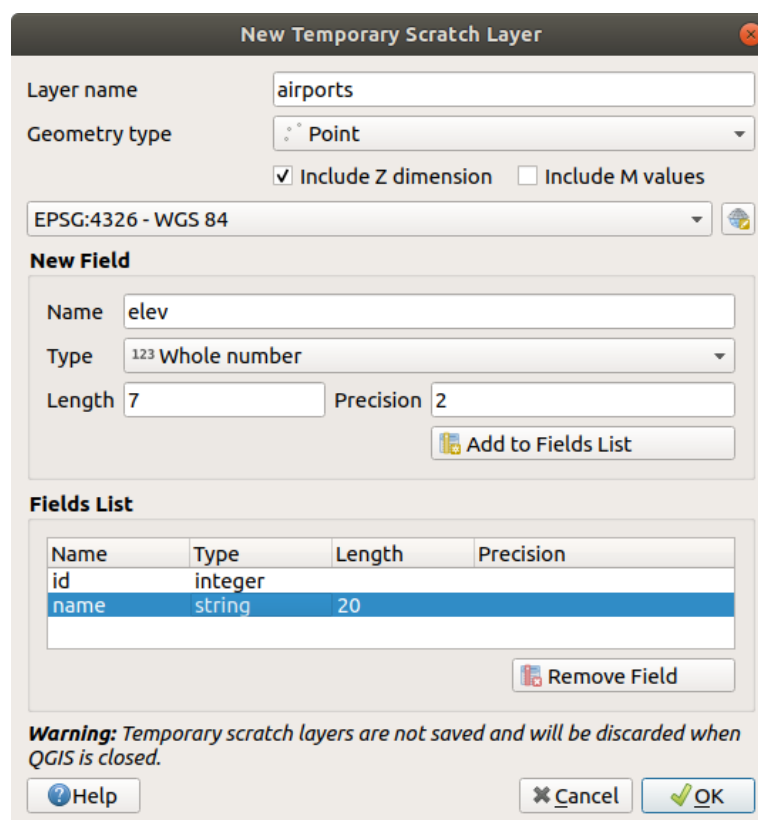 New Temporary Scratch Layer
Layer name airports
Geometry type Point
Include Z dimension Include M values
EPSG:4326 - WGS 84
New Field
Name elev
Type 123 Whole number
Length 7 Precision 2
Add to Fields List
Fields List
Name Type Length Precision
id integer
name string 20
Remove Field
Warning: Temporary scratch layers are not saved and will be discarded when
QGIS is closed.
Help Cancel OK